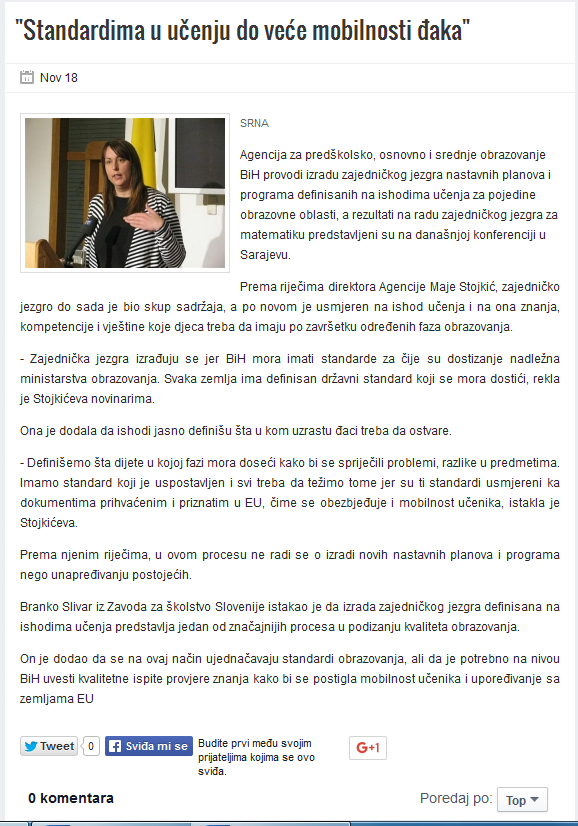 "Standardima u učenju do veće mobilnosti đaka"
Nov 18
SRNA
Agencija za predškolsko, osnovno i srednje obrazovanje
BiH provodi izradu zajedničkog jezgra nastavnih planova i
programa definisanih na ishodima učenja za pojedine
obrazovne oblasti, a rezultati na radu zajedničkog jezgra za
matematiku predstavljeni su na današnjoj konferenciji u
Sarajevu.
Prema riječima direktora Agencije Maje Stojkić, zajedničko
jezgro do sada je bio skup sadržaja, a po novom je usmjeren na ishod učenja i na ona znanja,
kompetencije i vještine koje djeca treba da imaju po završetku određenih faza obrazovanja.
- Zajednička jezgra izrađuju se jer BiH mora imati standarde za čije su dostizanje nadležna
ministarstva obrazovanja. Svaka zemlja ima definisan državni standard koji se mora dostići, rekla
je Stojkićeva novinarima.
Ona je dodala da ishodi jasno definišu šta u kom uzrastu đaci treba da ostvare.
- Definišemo šta dijete u kojoj fazi mora doseći kako bi se spriječili problemi, razlike u predmetima.
Imamo standard koji je uspostavljen i svi treba da težimo tome jer su ti standardi usmjereni ka
dokumentima prihvaćenim i priznatim u EU, čime se obezbjeđuje i mobilnost učenika, istakla je
Stojkićeva.
Prema njenim riječima, u ovom procesu ne radi se o izradi novih nastavnih planova i programa
nego unapređivanju postojećih.
Branko Slivar iz Zavoda za školstvo Slovenije istakao je da izrada zajedničkog jezgra definisana na
ishodima učenja predstavlja jedan od značajnijih procesa u podizanju kvaliteta obrazovanja.
On je dodao da se na ovaj način ujednačavaju standardi obrazovanja, ali da je potrebno na nivou
BiH uvesti kvalitetne ispite provjere znanja kako bi se postigla mobilnost učenika i upoređivanje sa
zemljama EU
Tweet 0 Sviđa mi se Budite prvi među svojim
prijateljima kojima se ovo
sviđa.
G+1
0 komentara Poredaj po: Top